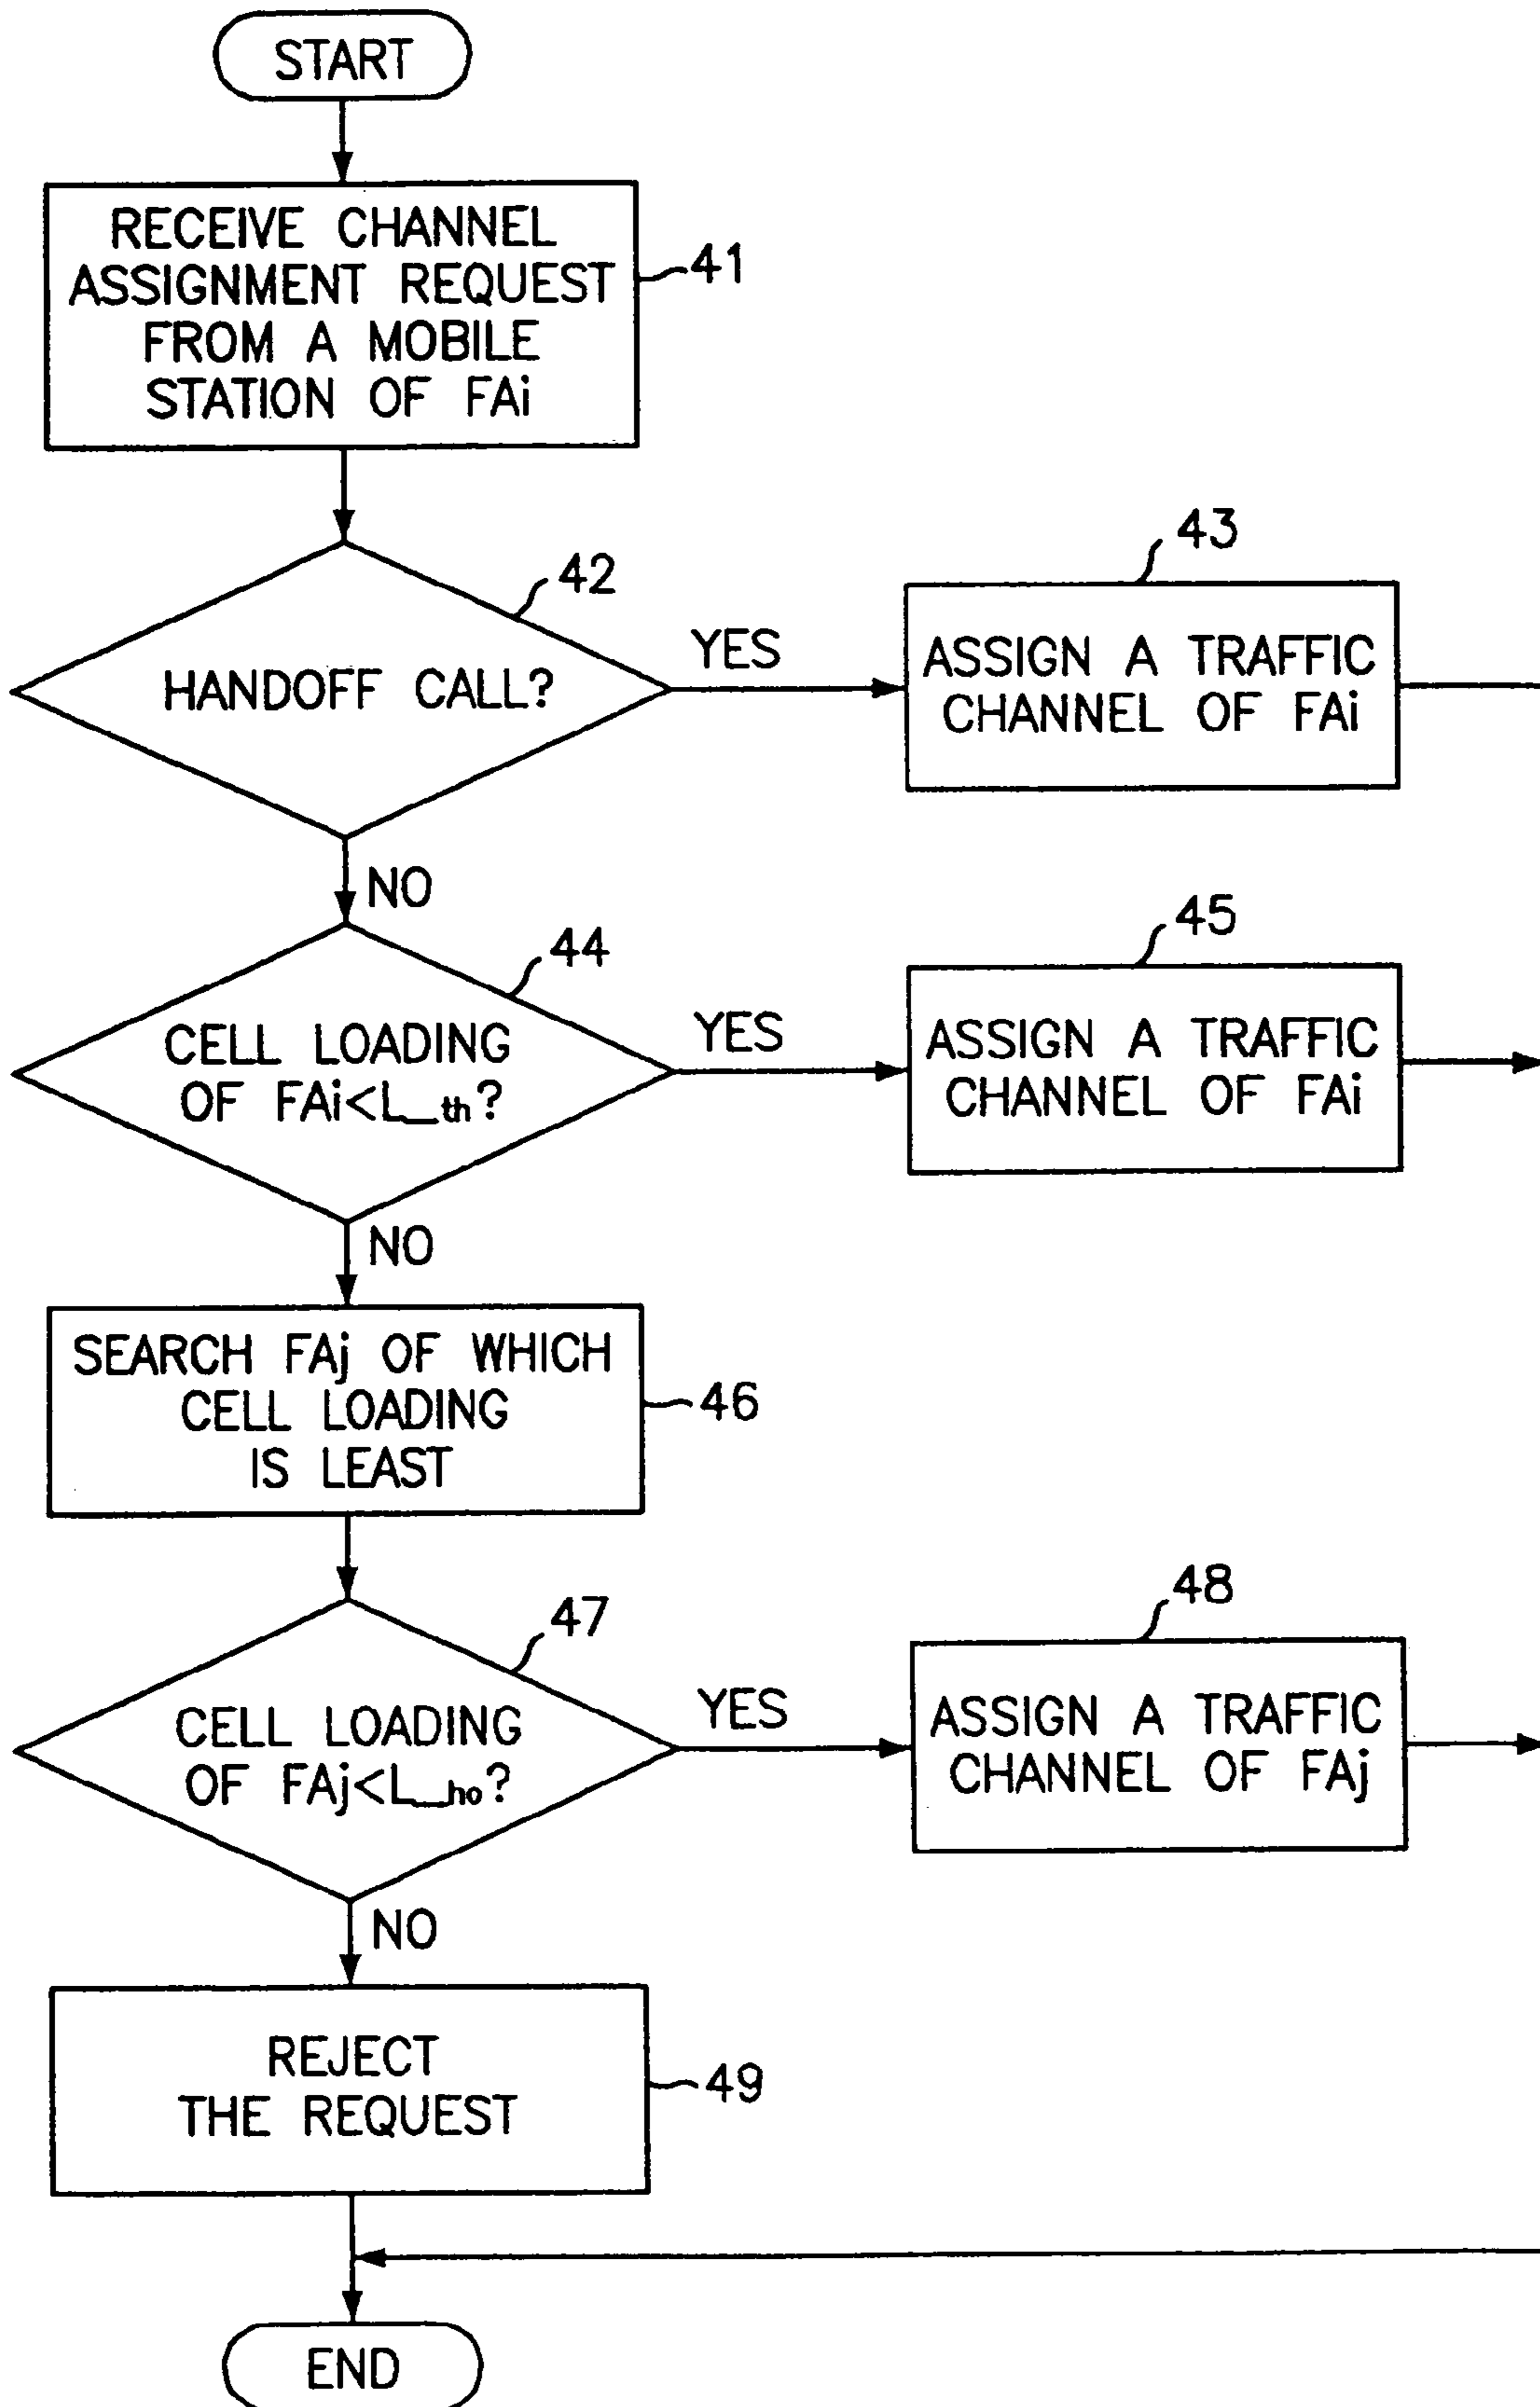 START
RECEIVE CHANNEL
ASSIGNMENT REQUEST
FROM A MOBILE
STATION OF FAi
41
42
HANDOFF CALL?
YES
43
ASSIGN A TRAFFIC
CHANNEL OF FAi
NO
44
CELL LOADING
OF FAi<L_th?
YES
45
ASSIGN A TRAFFIC
CHANNEL OF FAi
NO
SEARCH FAj OF WHICH
CELL LOADING
IS LEAST
46
47
CELL LOADING
OF FAj<L_ho?
YES
48
ASSIGN A TRAFFIC
CHANNEL OF FAj
NO
REJECT
THE REQUEST
49
END